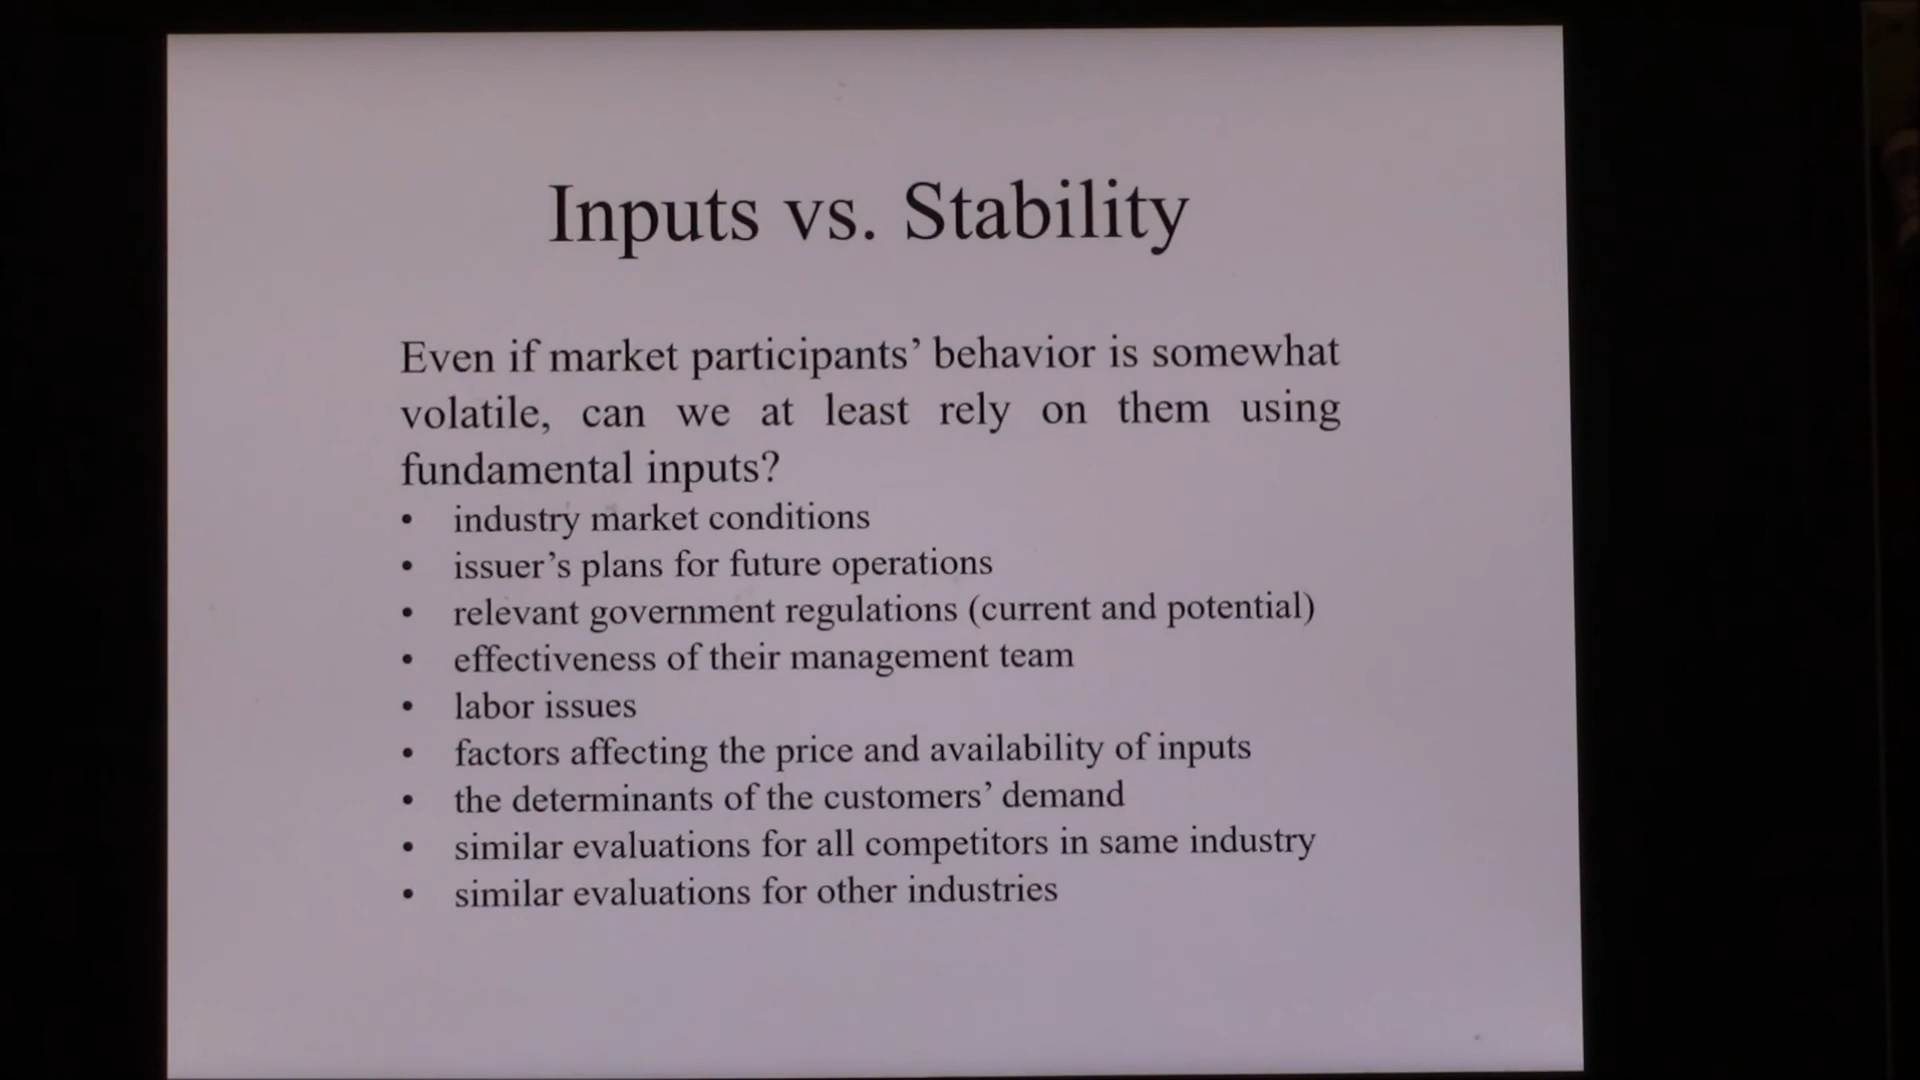 Inputs vs. Stability
Even if market participants’ behavior is somewhat
volatile, can we at least rely on them using
fundamental inputs?
• industry market conditions
• issuer’s plans for future operations
• relevant government regulations (current and potential)
• effectiveness of their management team
• labor issues
• factors affecting the price and availability of inputs
• the determinants of the customers’ demand
• similar evaluations for all competitors in same industry
• similar evaluations for other industries